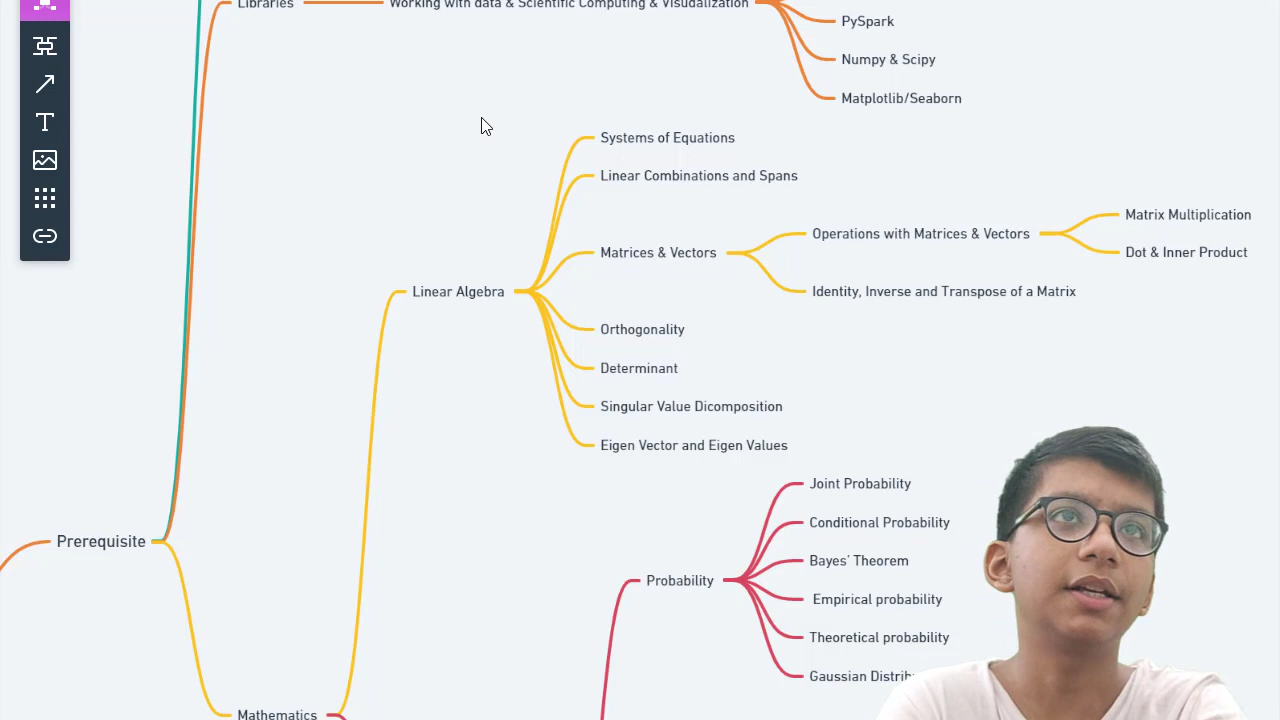 Libraries
Working with data & Scientific Computing & Visudalization
PySpark
Numpy & Scipy
Matplotlib/Seaborn
Systems of Equations
Linear Combinations and Spans
Matrices & Vectors
Operations with Matrices & Vectors
Matrix Multiplication
Dot & Inner Product
Identity, Inverse and Transpose of a Matrix
Linear Algebra
Orthogonality
Determinant
Singular Value Dicomposition
Eigen Vector and Eigen Values
Prerequisite
Probability
Joint Probability
Conditional Probability
Bayes' Theorem
Empirical probability
Theoretical probability
Gaussian
Mathematics